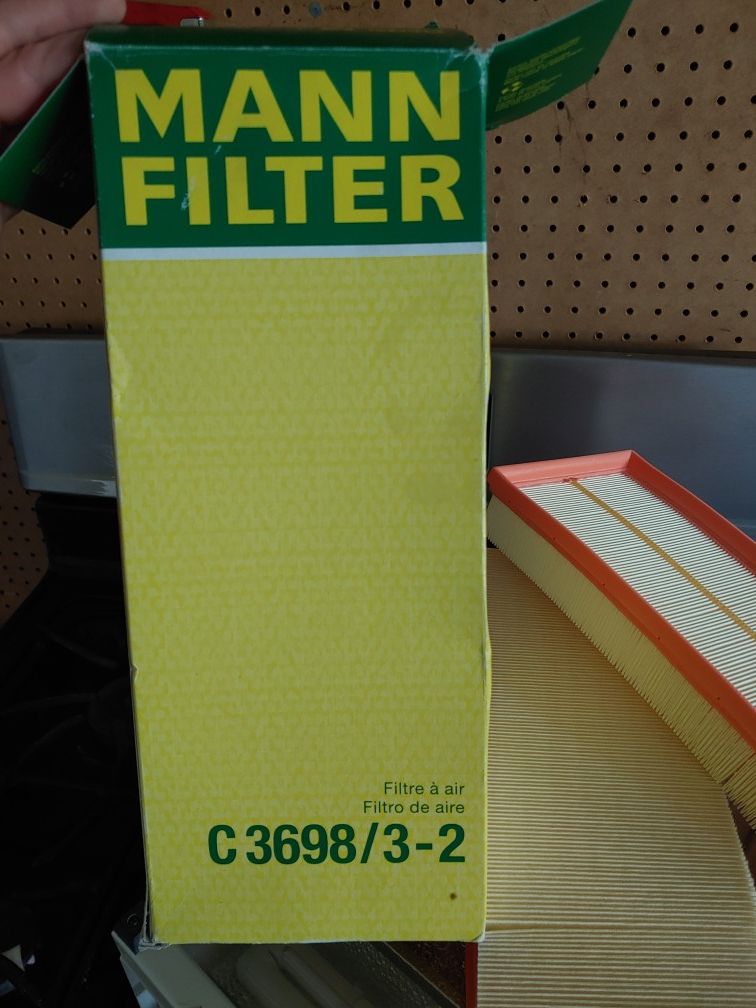 MANN
FILTER
Filtre à air
Filtro de aire
C 3698/3-2